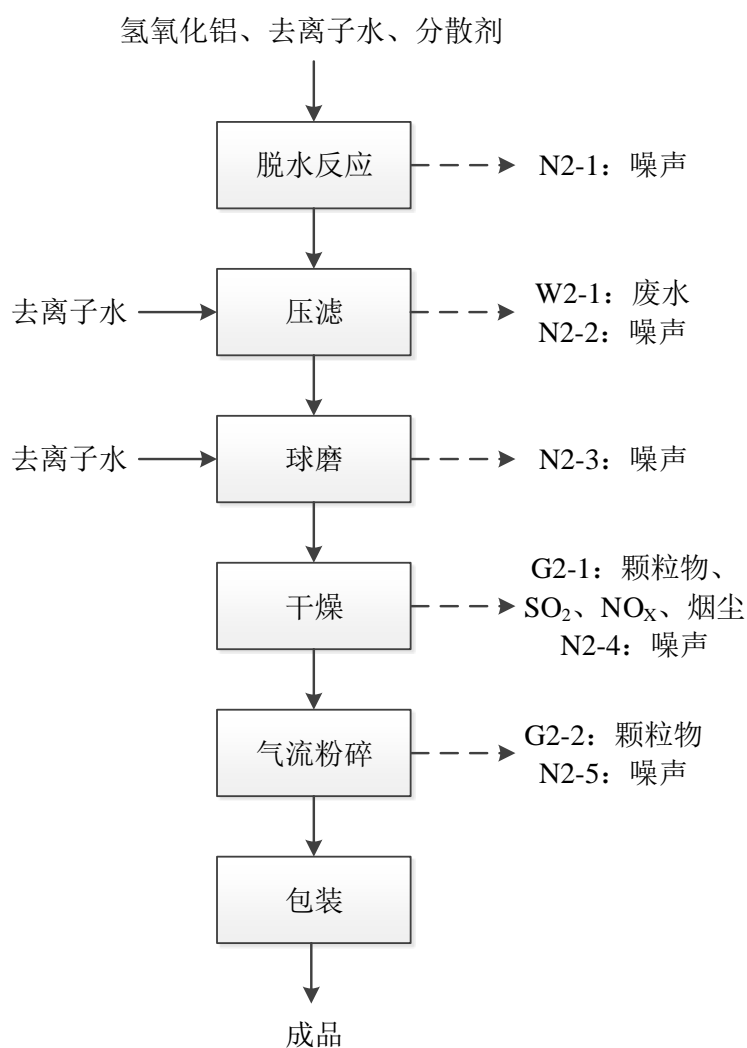 氢氧化铝、去离子水、分散剂
脱水反应
N2-1：噪声
去离子水
压滤
W2-1：废水
N2-2：噪声
去离子水
球磨
N2-3：噪声
干燥
G2-1：颗粒物、
SO₂、NOₓ、烟尘
N2-4：噪声
气流粉碎
G2-2：颗粒物
N2-5：噪声
包装
成品